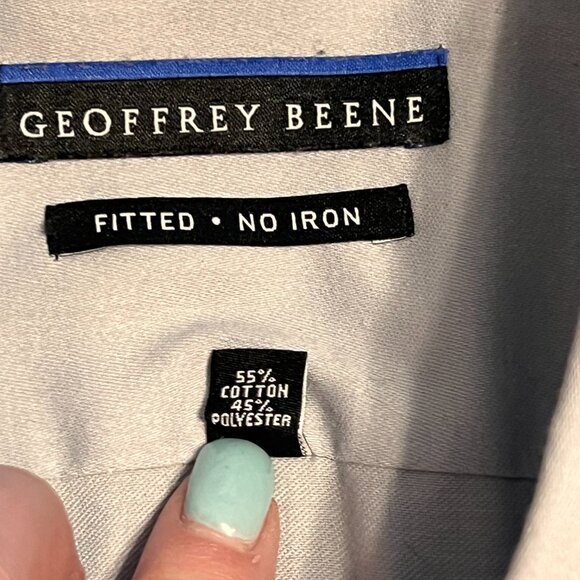 GEOFFREY BEENE
FITTED • NO IRON
55%
COTTON
45%
POLYESTER